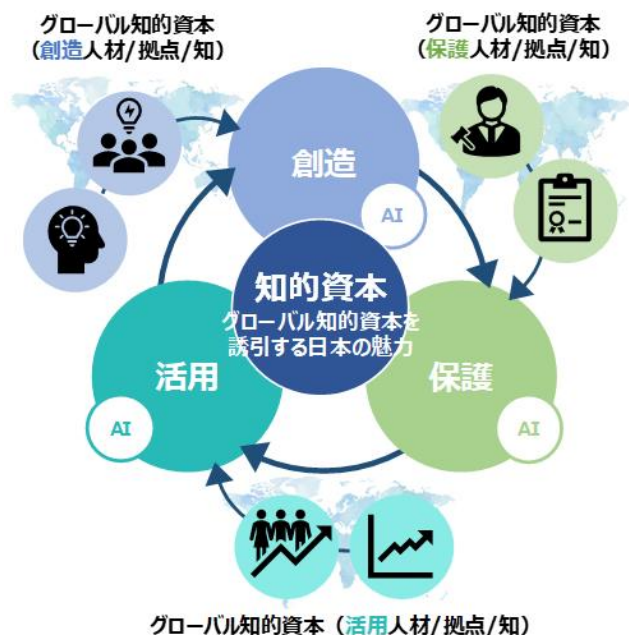 グローバル知的資本
（創造人材/拠点/知）
グローバル知的資本
（保護人材/拠点/知）
創造
AI
知的資本
グローバル知的資本を
誘引する日本の魅力
活用
AI
保護
AI
グローバル知的資本（活用人材/拠点/知）